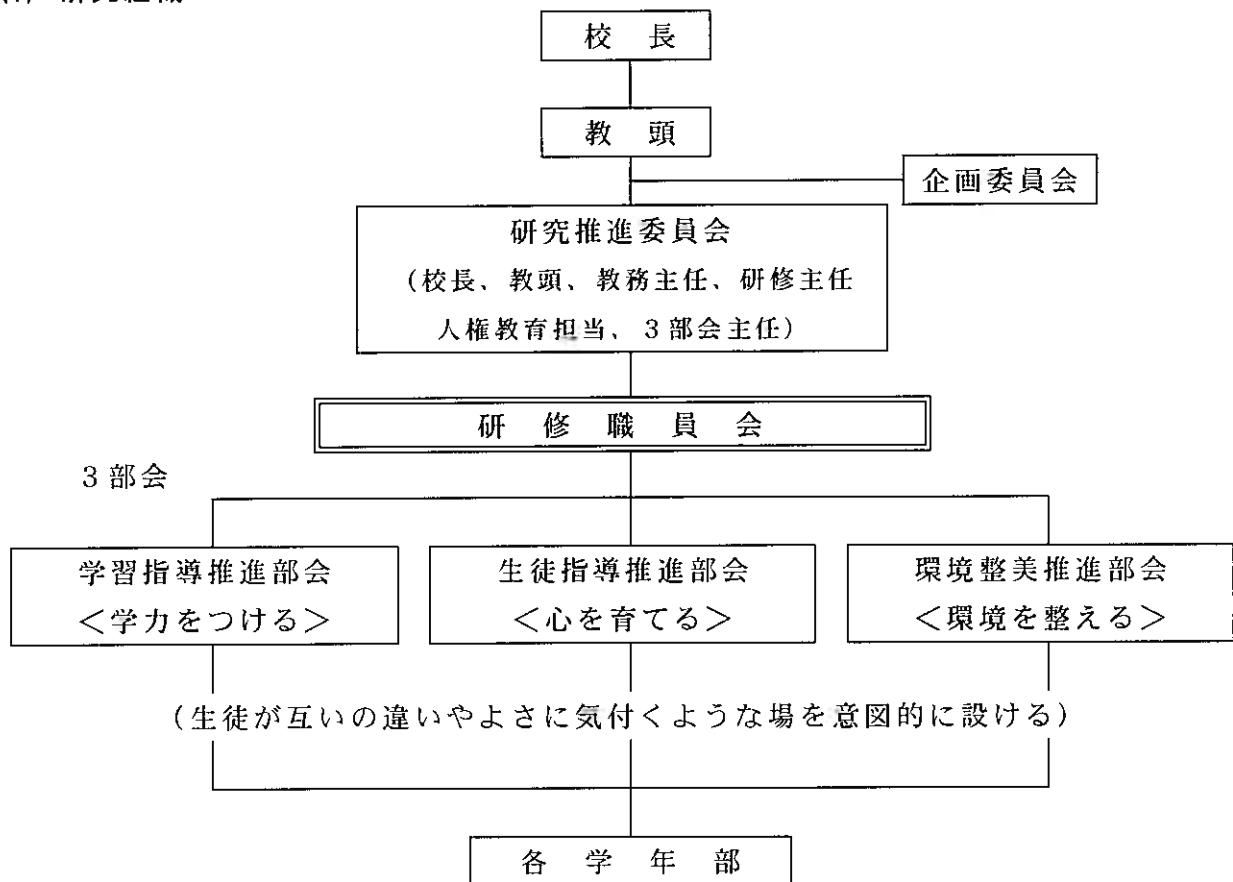 校長
教頭
企画委員会
研究推進委員会
(校長、教頭、教務主任、研修主任
人権教育担当、3部会主任)
研修職員会
3部会
学習指導推進部会
<学力をつける>
生徒指導推進部会
<心を育てる>
環境整美推進部会
<環境を整える>
(生徒が互いの違いやよさに気付くような場を意図的に設ける)
各学年部